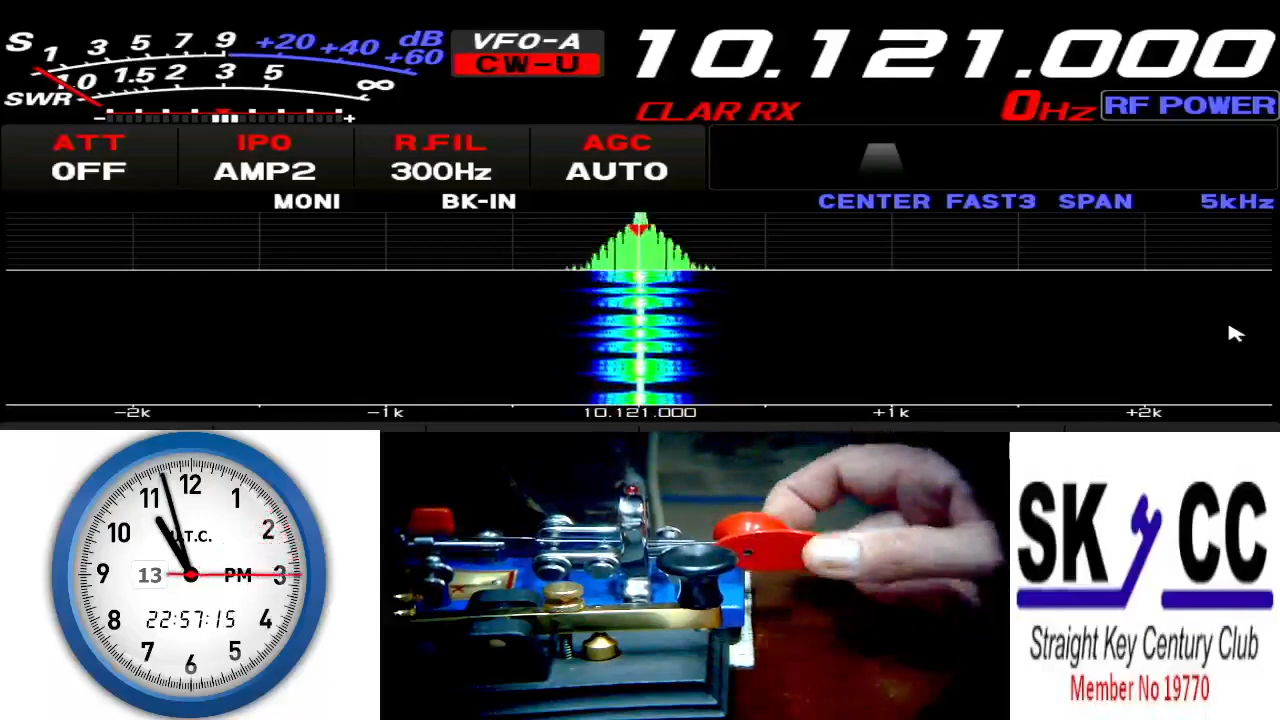 S 1 3 5 7 9 +20 +40 +60 dB
1.0 1.5 2 3 5 ∞
SWR
- +
VFO-A
CW-U
10.121.000
CLAR RX 0Hz RF POWER
ATT IPO R.FIL AGC
OFF AMP2 300Hz AUTO
MONI BK-IN CENTER FAST3 SPAN 5kHz
-2k -1k 10.121.000 +1k +2k
12 1 2 3 4 5 6 7 8 9 10 11
U.T.C.
13 PM
22:57:15
SK CC
Straight Key Century Club
Member No 19770